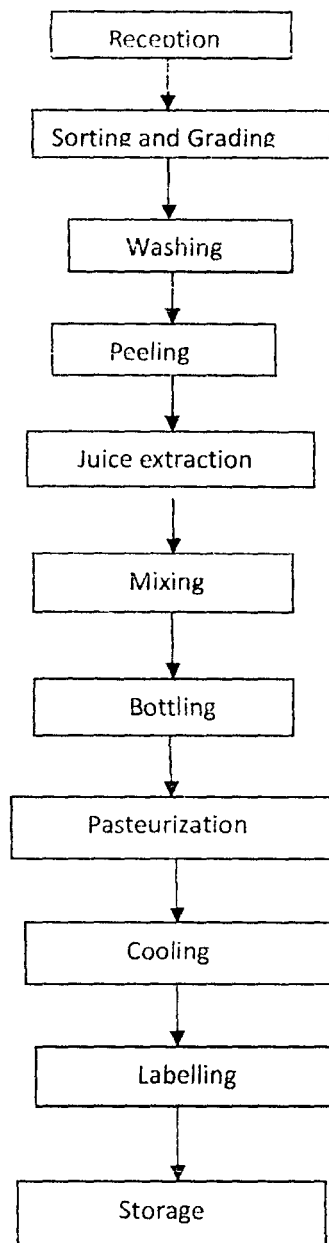 Reception
Sorting and Grading
Washing
Peeling
Juice extraction
Mixing
Bottling
Pasteurization
Cooling
Labelling
Storage